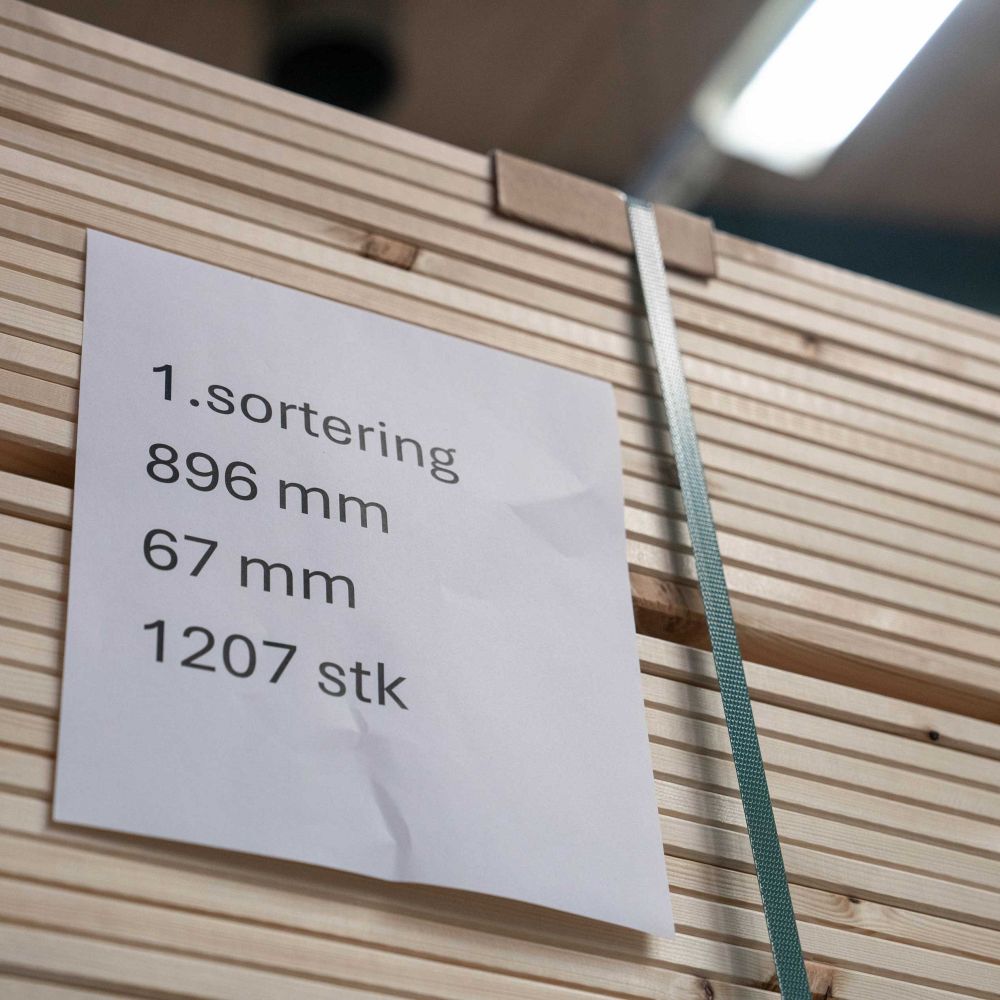 1.sortering
896 mm
67 mm
1207 stk